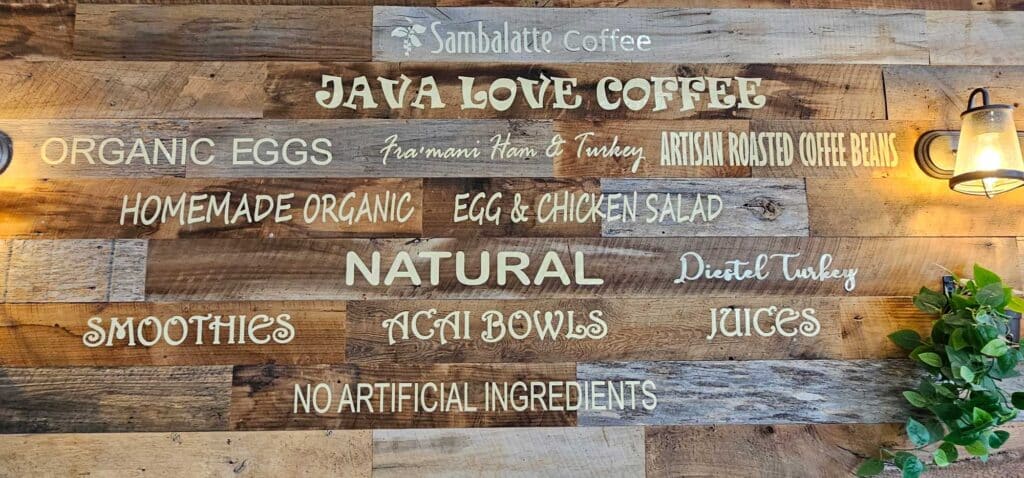 Sambalatte Coffee
JAVA LOVE COFFEE
ORGANIC EGGS Fra'mani Ham & Turkey ARTISAN ROASTED COFFEE BEANS
HOMEMADE ORGANIC EGG & CHICKEN SALAD
NATURAL Diestel Turkey
SMOOTHIES ACAI BOWLS JUICES
NO ARTIFICIAL INGREDIENTS